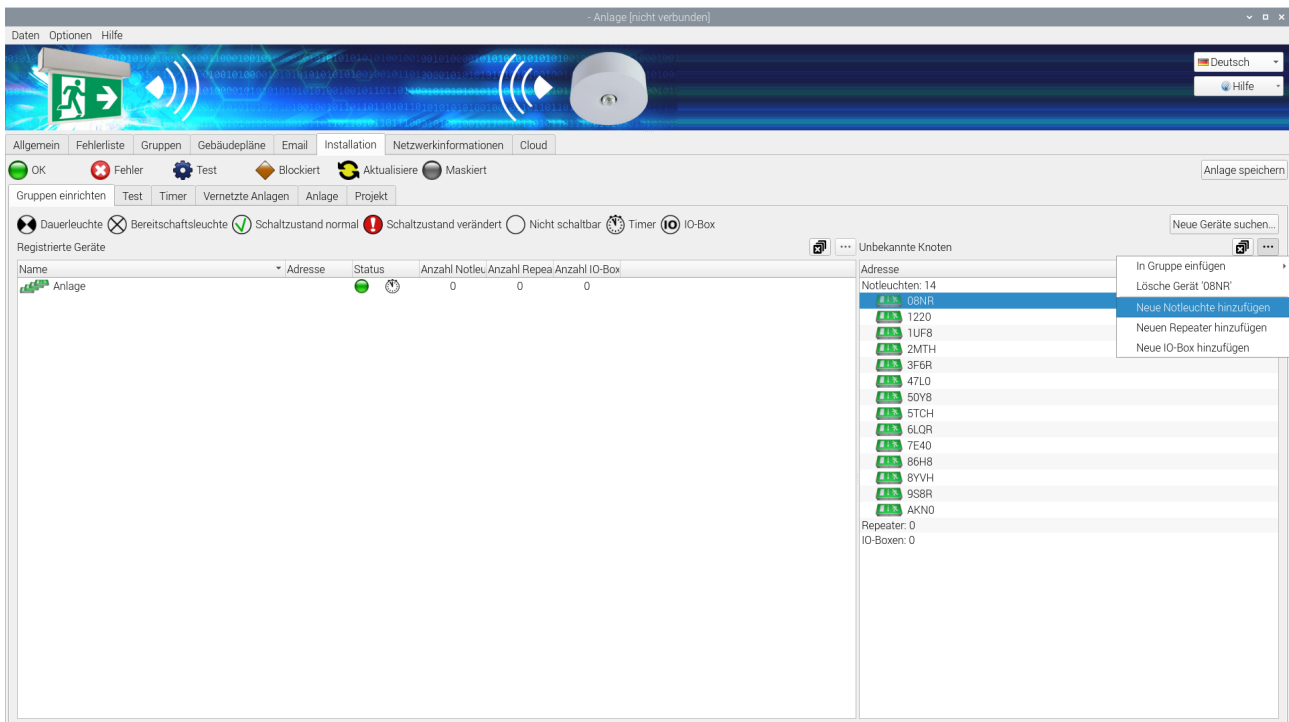 - Anlage [nicht verbunden]
Daten Optionen Hilfe
Deutsch
Hilfe
Allgemein Fehlerliste Gruppen Gebäudepläne Email Installation Netzwerkinformationen Cloud
OK Fehler Test Blockiert Aktualisiere Maskiert Anlage speichern
Gruppen einrichten Test Timer Vernetzte Anlagen Anlage Projekt
Dauerleuchte Bereitschaftsleuchte Schaltzustand normal Schaltzustand verändert Nicht schaltbar Timer IO IO-Box Neue Geräte suchen...
Registrierte Geräte ... Unbekannte Knoten ...
Name Adresse Status Anzahl Notleu Anzahl Repea Anzahl IO-Box Adresse
In Gruppe einfügen
Anlage 0 0 0 Notleuchten: 14
Lösche Gerät '08NR'
08NR
Neue Notleuchte hinzufügen
1220
Neuen Repeater hinzufügen
1UF8
2MTH
Neue IO-Box hinzufügen
3F6R
47L0
50Y8
5TCH
6LQR
7E40
86H8
8YVH
9S8R
AKN0
Repeater: 0
IO-Boxen: 0